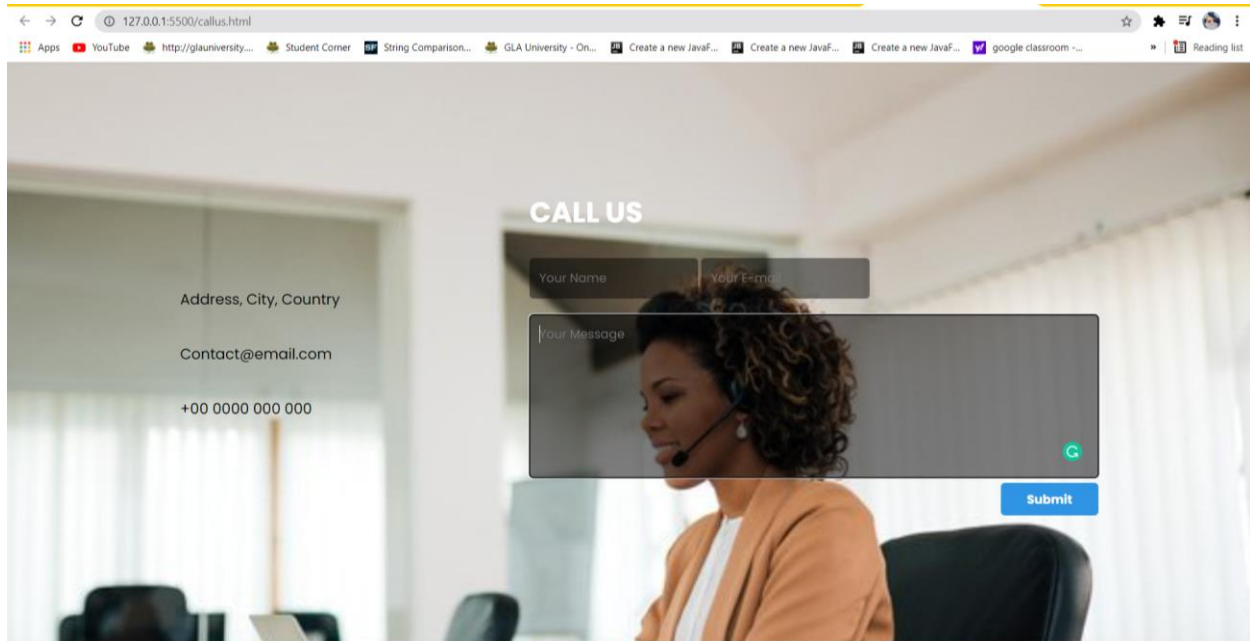 127.0.0.1:5500/callus.html
Apps YouTube http://glauniversity.... Student Corner SF String Comparison... GLA University - On... Create a new JavaF... Create a new JavaF... Create a new JavaF... google classroom -... » Reading list
CALL US
Your Name Your E-mail
Address, City, Country
Your Message
Contact@email.com
+00 0000 000 000
Submit